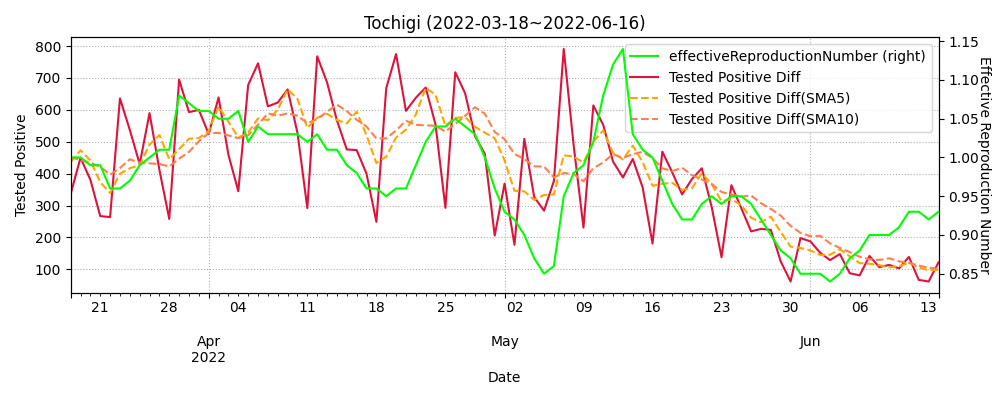 Tochigi (2022-03-18~2022-06-16)
800
700
600
500
400
300
200
100
Tested Positive
1.15
1.10
1.05
1.00
0.95
0.90
0.85
Effective Reproduction Number
effectiveReproductionNumber (right)
Tested Positive Diff
Tested Positive Diff(SMA5)
Tested Positive Diff(SMA10)
21 28 04 11 18 25 02 09 16 23 30 06 13
Apr May Jun
2022
Date